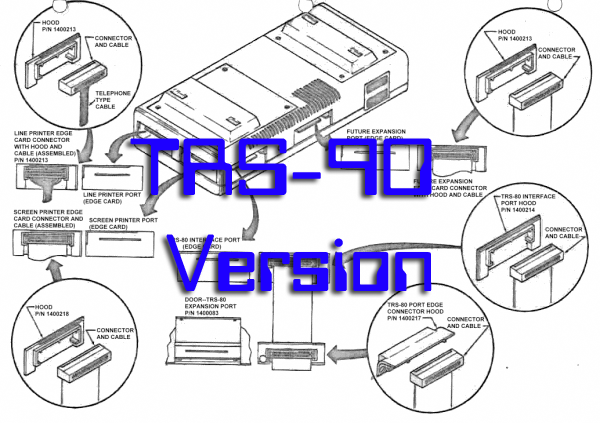 HOOD
P/N 1400213
CONNECTOR
AND CABLE
TELEPHONE
TYPE
CABLE
LINE PRINTER EDGE
CARD CONNECTOR
WITH HOOD AND
CABLE (ASSEMBLED)
P/N 1400213
LINE PRINTER PORT
(EDGE CARD)
SCREEN PRINTER EDGE
CARD CONNECTOR AND
CABLE (ASSEMBLED)
SCREEN PRINTER PORT
(EDGE CARD)
HOOD
P/N 1400213
CONNECTOR
AND CABLE
FUTURE EXPANSION
PORT (EDGE CARD)
FUTURE EXPANSION
CARD CONNECTOR
WITH HOOD AND CABLE
TRS-90
Version
S-80 INTERFACE PORT
(EDGE CARD)
TRS-80 INTERFACE
PORT HOOD
P/N 1400214
CONNECTOR
AND CABLE
HOOD
P/N 1400218
CONNECTOR
AND CABLE
DOOR--TRS-80
EXPANSION PORT
P/N 1400083
TRS-80 PORT EDGE
CONNECTOR HOOD
P/N 1400217
CONNECTOR
AND CABLE